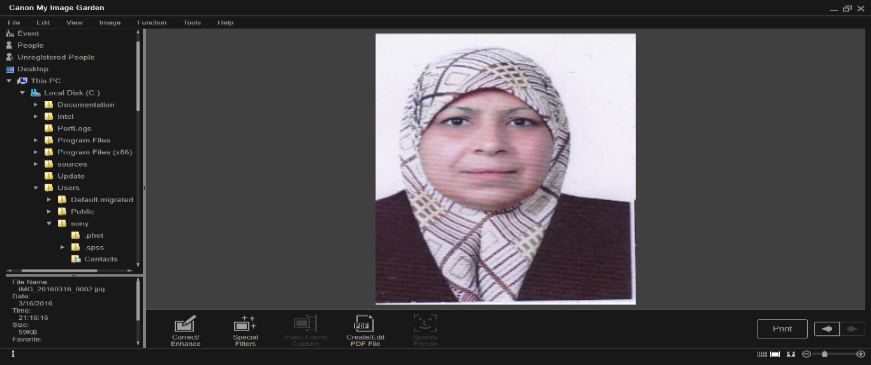 Canon My Image Garden
File Edit View Image Function Tools Help
Event
People
Unregistered People
Desktop
This PC
Local Disk (C:)
Documentation
Intel
PerfLogs
Program Files
Program Files (x86)
sources
Update
Users
Default migrated
Public
sony
.phet
.spss
Contacts
File Name
IMG_20160316_0002.jpg
Date:
3/16/2016
Time:
21:16:16
Size:
59KB
Favorite:
Correct/
Enhance
Special
Filters
Video Frame
Capture
Create/Edit
PDF File
Specify
Person
Print